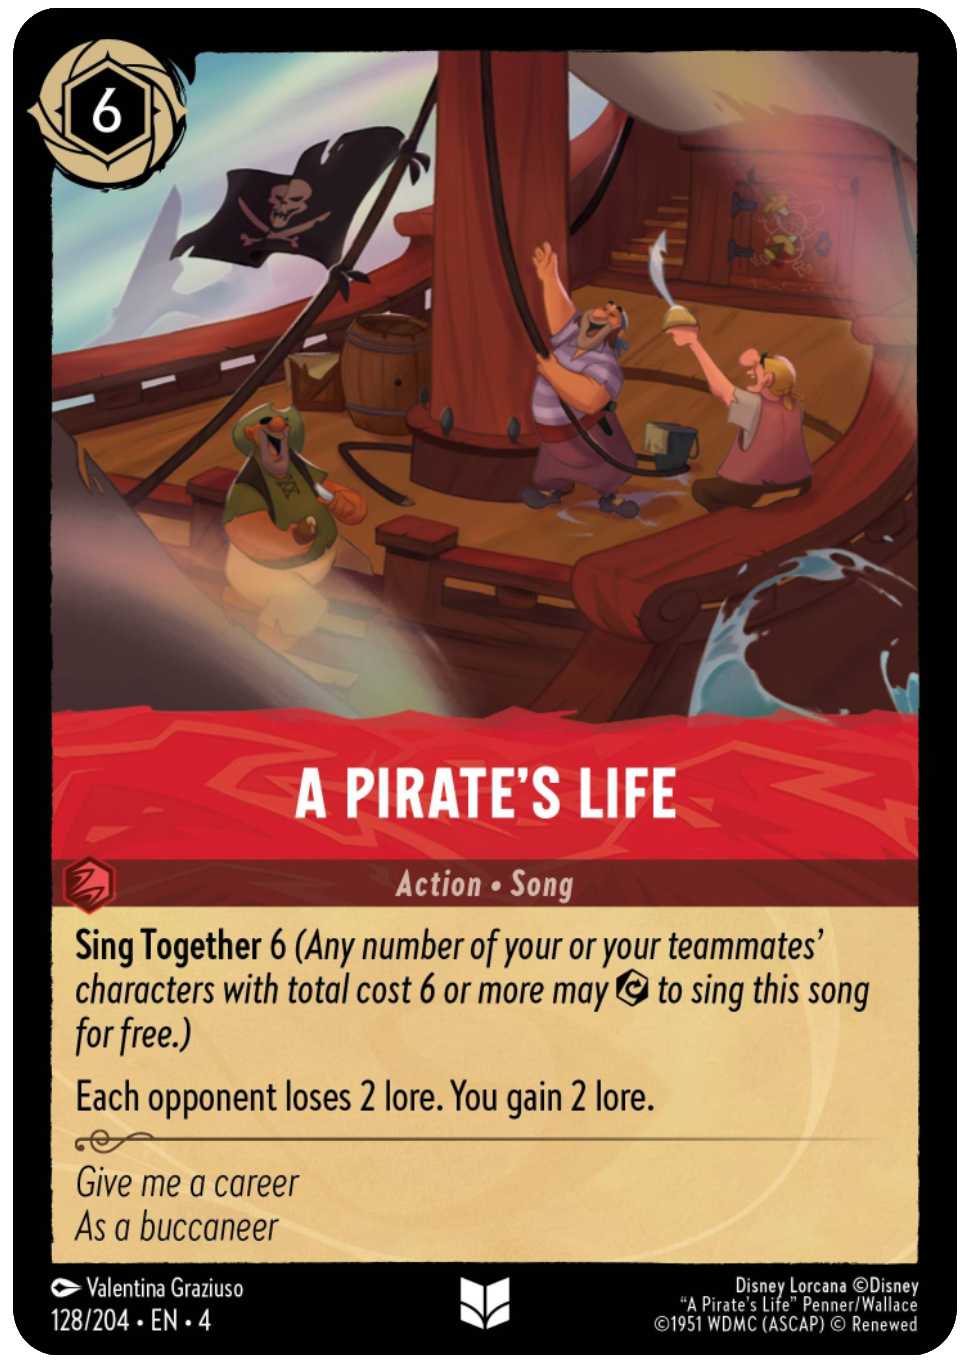 6
A PIRATE’S LIFE
Action • Song
Sing Together 6 (Any number of your or your teammates’
characters with total cost 6 or more may to sing this song
for free.)
Each opponent loses 2 lore. You gain 2 lore.
Give me a career
As a buccaneer
Valentina Graziuso
128/204 • EN • 4
Disney Lorcana ©Disney
“A Pirate’s Life” Penner/Wallace
©1951 WDMC (ASCAP) © Renewed